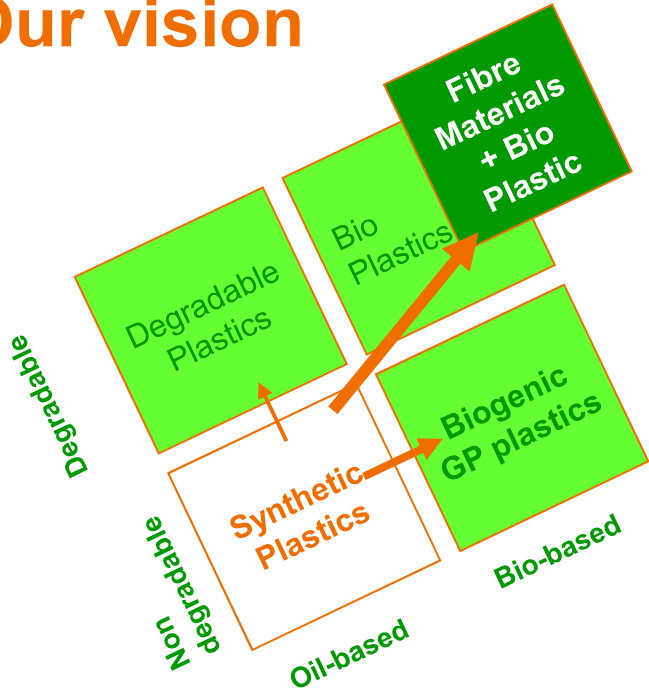 Our vision
Fibre
Materials
+ Bio
Plastic
Bio
Plastics
Degradable
Plastics
Biogenic
GP plastics
Synthetic
Plastics
Degradable
Non
degradable
Oil-based
Bio-based